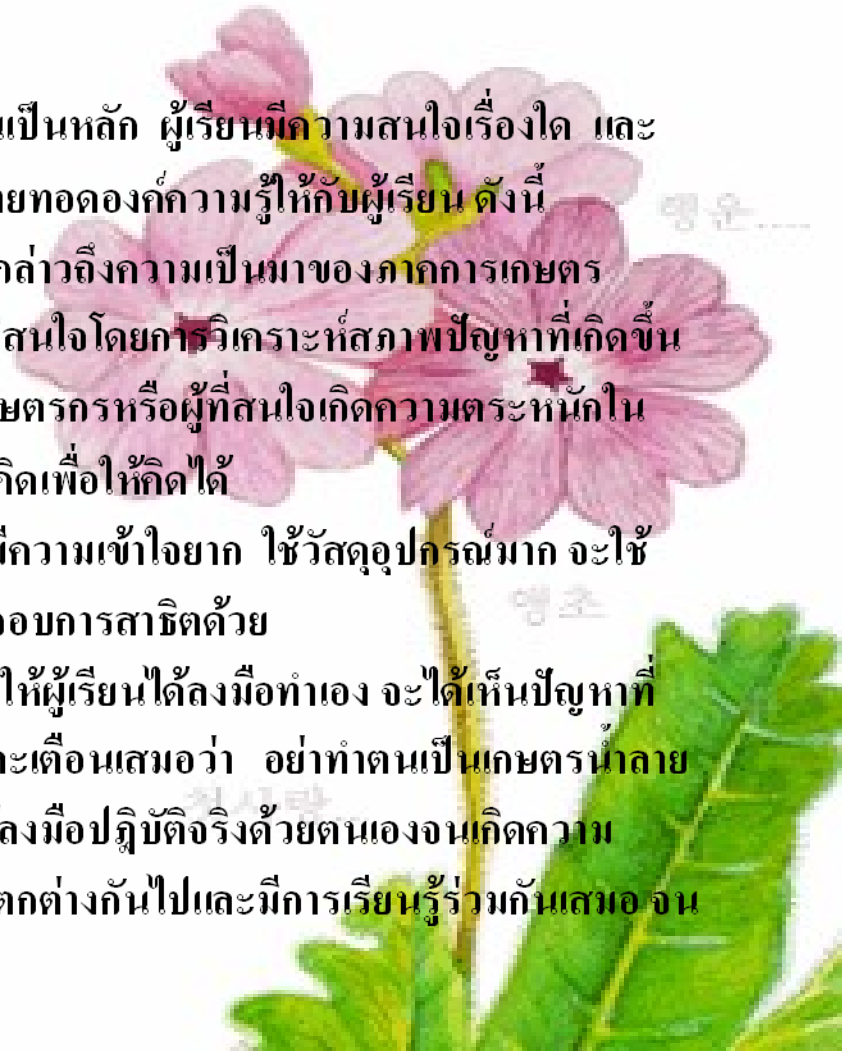 นเป็นหลัก ผู้เรียนมีความสนใจเรื่องใด และ
ายทอดองค์ความรู้ให้กับผู้เรียน ดังนี้
กล่าวถึงความเป็นมาของภาคการเกษตร
สนใจโดยการวิเคราะห์สภาพปัญหาที่เกิดขึ้น
ษตรกรหรือผู้ที่สนใจเกิดความตระหนักใน
คิดเพื่อให้คิดได้
มีความเข้าใจยาก ใช้วัสดุอุปกรณ์มาก จะใช้
อบการสาธิตด้วย
ให้ผู้เรียนได้ลงมือทำเอง จะได้เห็นปัญหาที่
ะเตือนเสมอว่า อย่าทำตนเป็นเกษตรน้ำลาย
ลงมือปฎิบัติจริงด้วยตนเองจนเกิดความ
ตกต่างกันไปและมีการเรียนรู้ร่วมกันเสมอ จน
앵초
첫사랑...